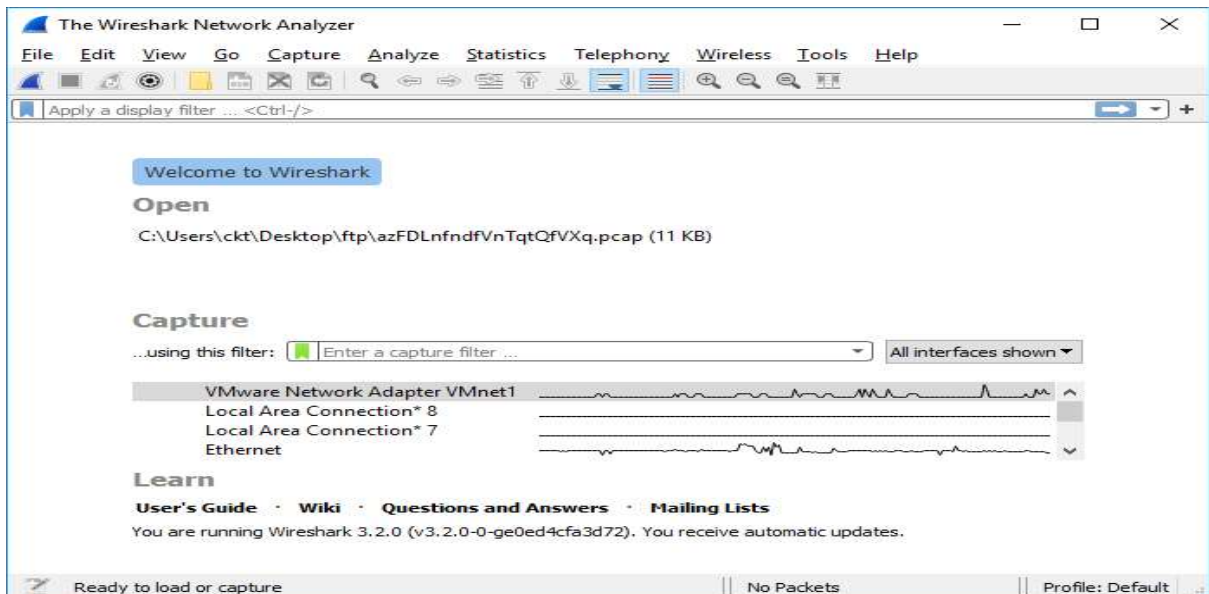 The Wireshark Network Analyzer
File Edit View Go Capture Analyze Statistics Telephony Wireless Tools Help
Apply a display filter ... <Ctrl-/>
Welcome to Wireshark
Open
C:\Users\ckt\Desktop\ftp\azFDLnfndfVnTqtQfVXq.pcap (11 KB)
Capture
...using this filter: Enter a capture filter ... All interfaces shown
VMware Network Adapter VMnet1
Local Area Connection* 8
Local Area Connection* 7
Ethernet
Learn
User's Guide · Wiki · Questions and Answers · Mailing Lists
You are running Wireshark 3.2.0 (v3.2.0-0-ge0ed4cfa3d72). You receive automatic updates.
Ready to load or capture No Packets Profile: Default